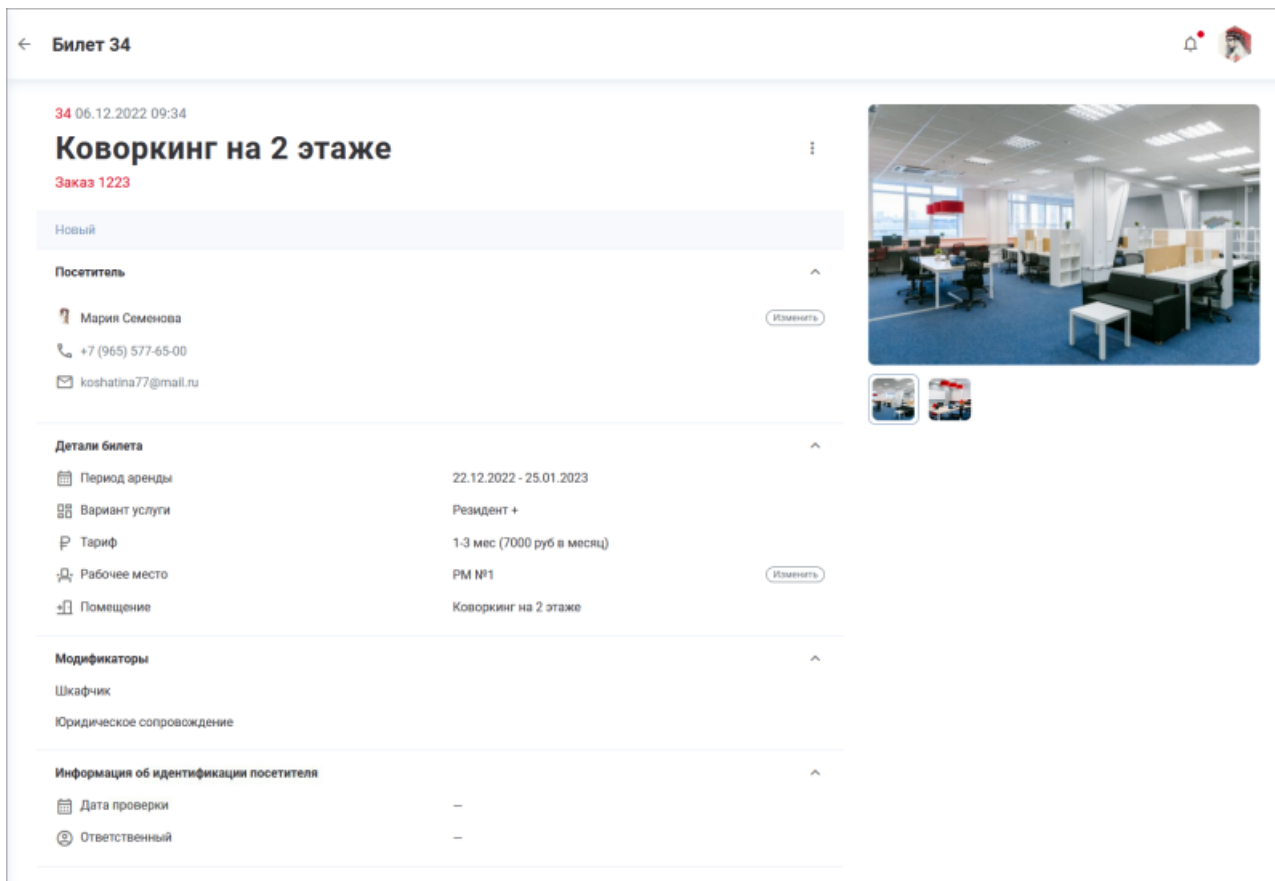 Билет 34
34 06.12.2022 09:34
Коворкинг на 2 этаже
Заказ 1223
Новый
Посетитель
Мария Семенова
Изменить
+7 (965) 577-65-00
koshatina77@mail.ru
Детали билета
Период аренды 22.12.2022 - 25.01.2023
Вариант услуги Резидент +
Тариф 1-3 мес (7000 руб в месяц)
Рабочее место РМ №1 Изменить
Помещение Коворкинг на 2 этаже
Модификаторы
Шкафчик
Юридическое сопровождение
Информация об идентификации посетителя
Дата проверки –
Ответственный –